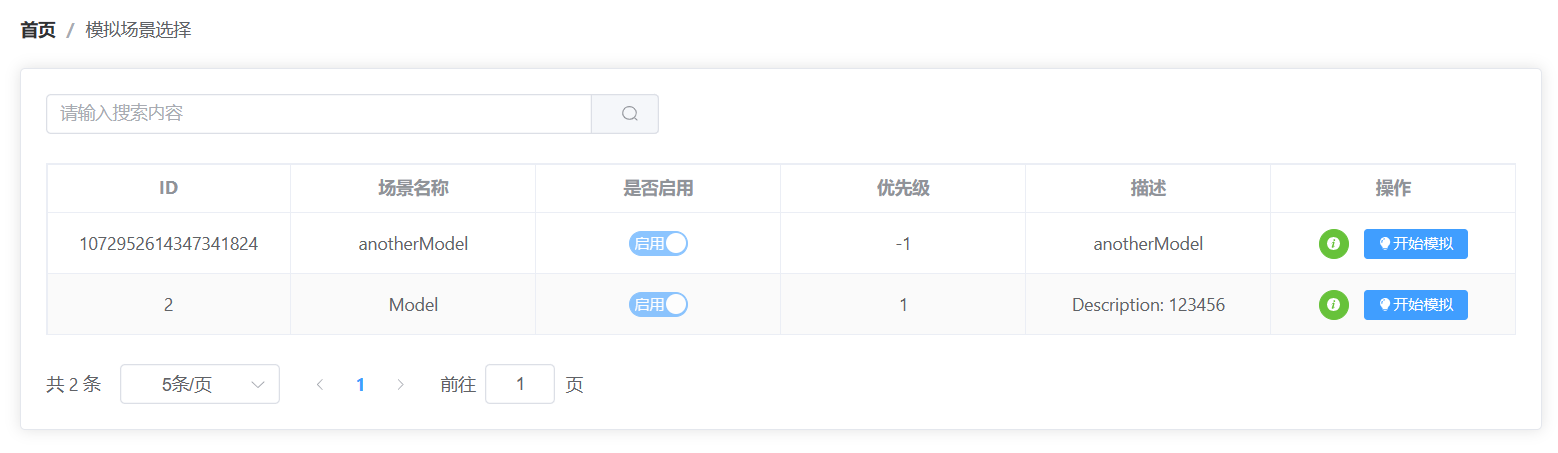 首页 / 模拟场景选择
请输入搜索内容
ID 场景名称 是否启用 优先级 描述 操作
1072952614347341824 anotherModel 启用 -1 anotherModel 开始模拟
2 Model 启用 1 Description: 123456 开始模拟
共 2 条 5条/页 1 前往 1 页